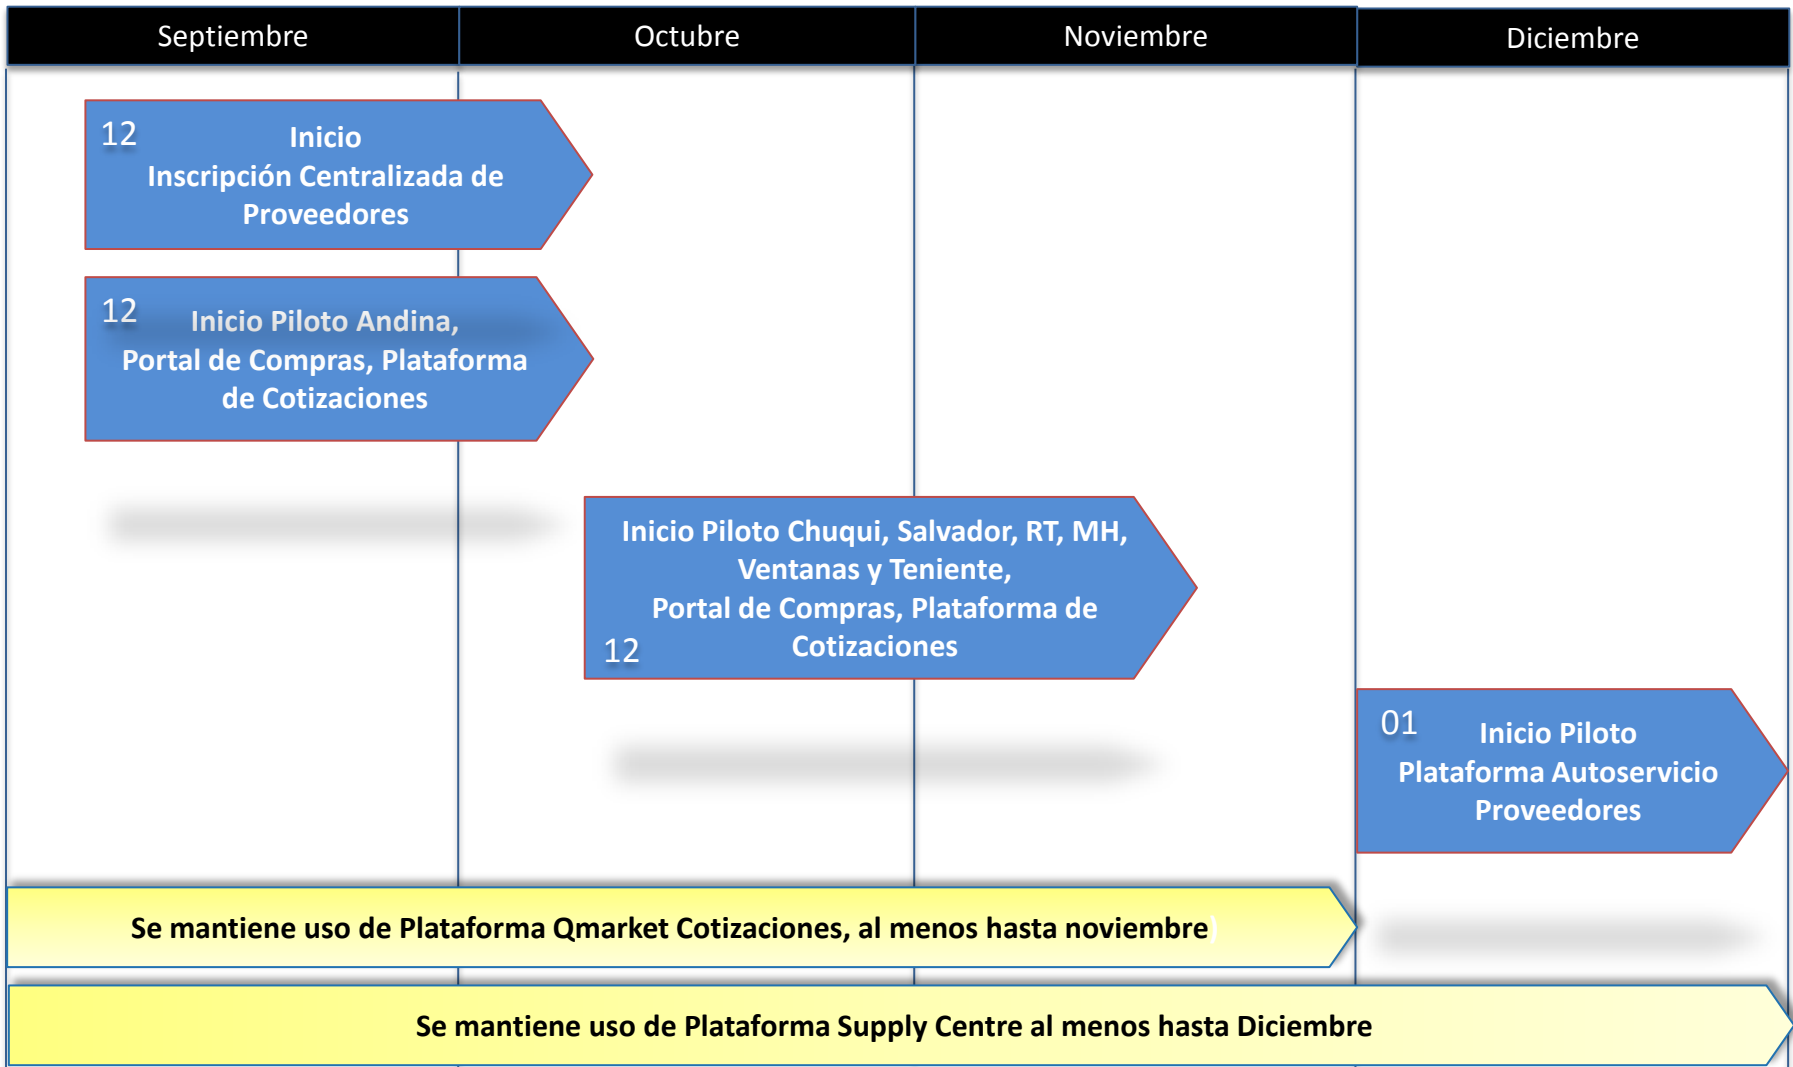 Septiembre
Octubre
Noviembre
Diciembre
12
Inicio
Inscripción Centralizada de
Proveedores
12
Inicio Piloto Andina,
Portal de Compras, Plataforma
de Cotizaciones
Inicio Piloto Chuqui, Salvador, RT, MH,
Ventanas y Teniente,
Portal de Compras, Plataforma de
Cotizaciones
12
01
Inicio Piloto
Plataforma Autoservicio
Proveedores
Se mantiene uso de Plataforma Qmarket Cotizaciones, al menos hasta noviembre)
Se mantiene uso de Plataforma Supply Centre al menos hasta Diciembre